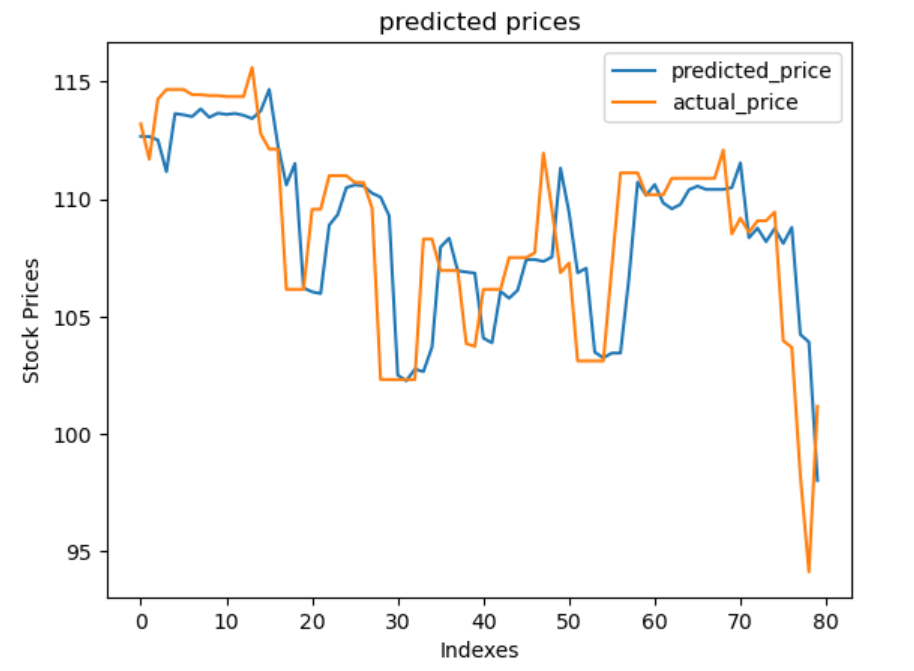 predicted prices
predicted_price
actual_price
115
110
105
100
95
Stock Prices
0 10 20 30 40 50 60 70 80
Indexes